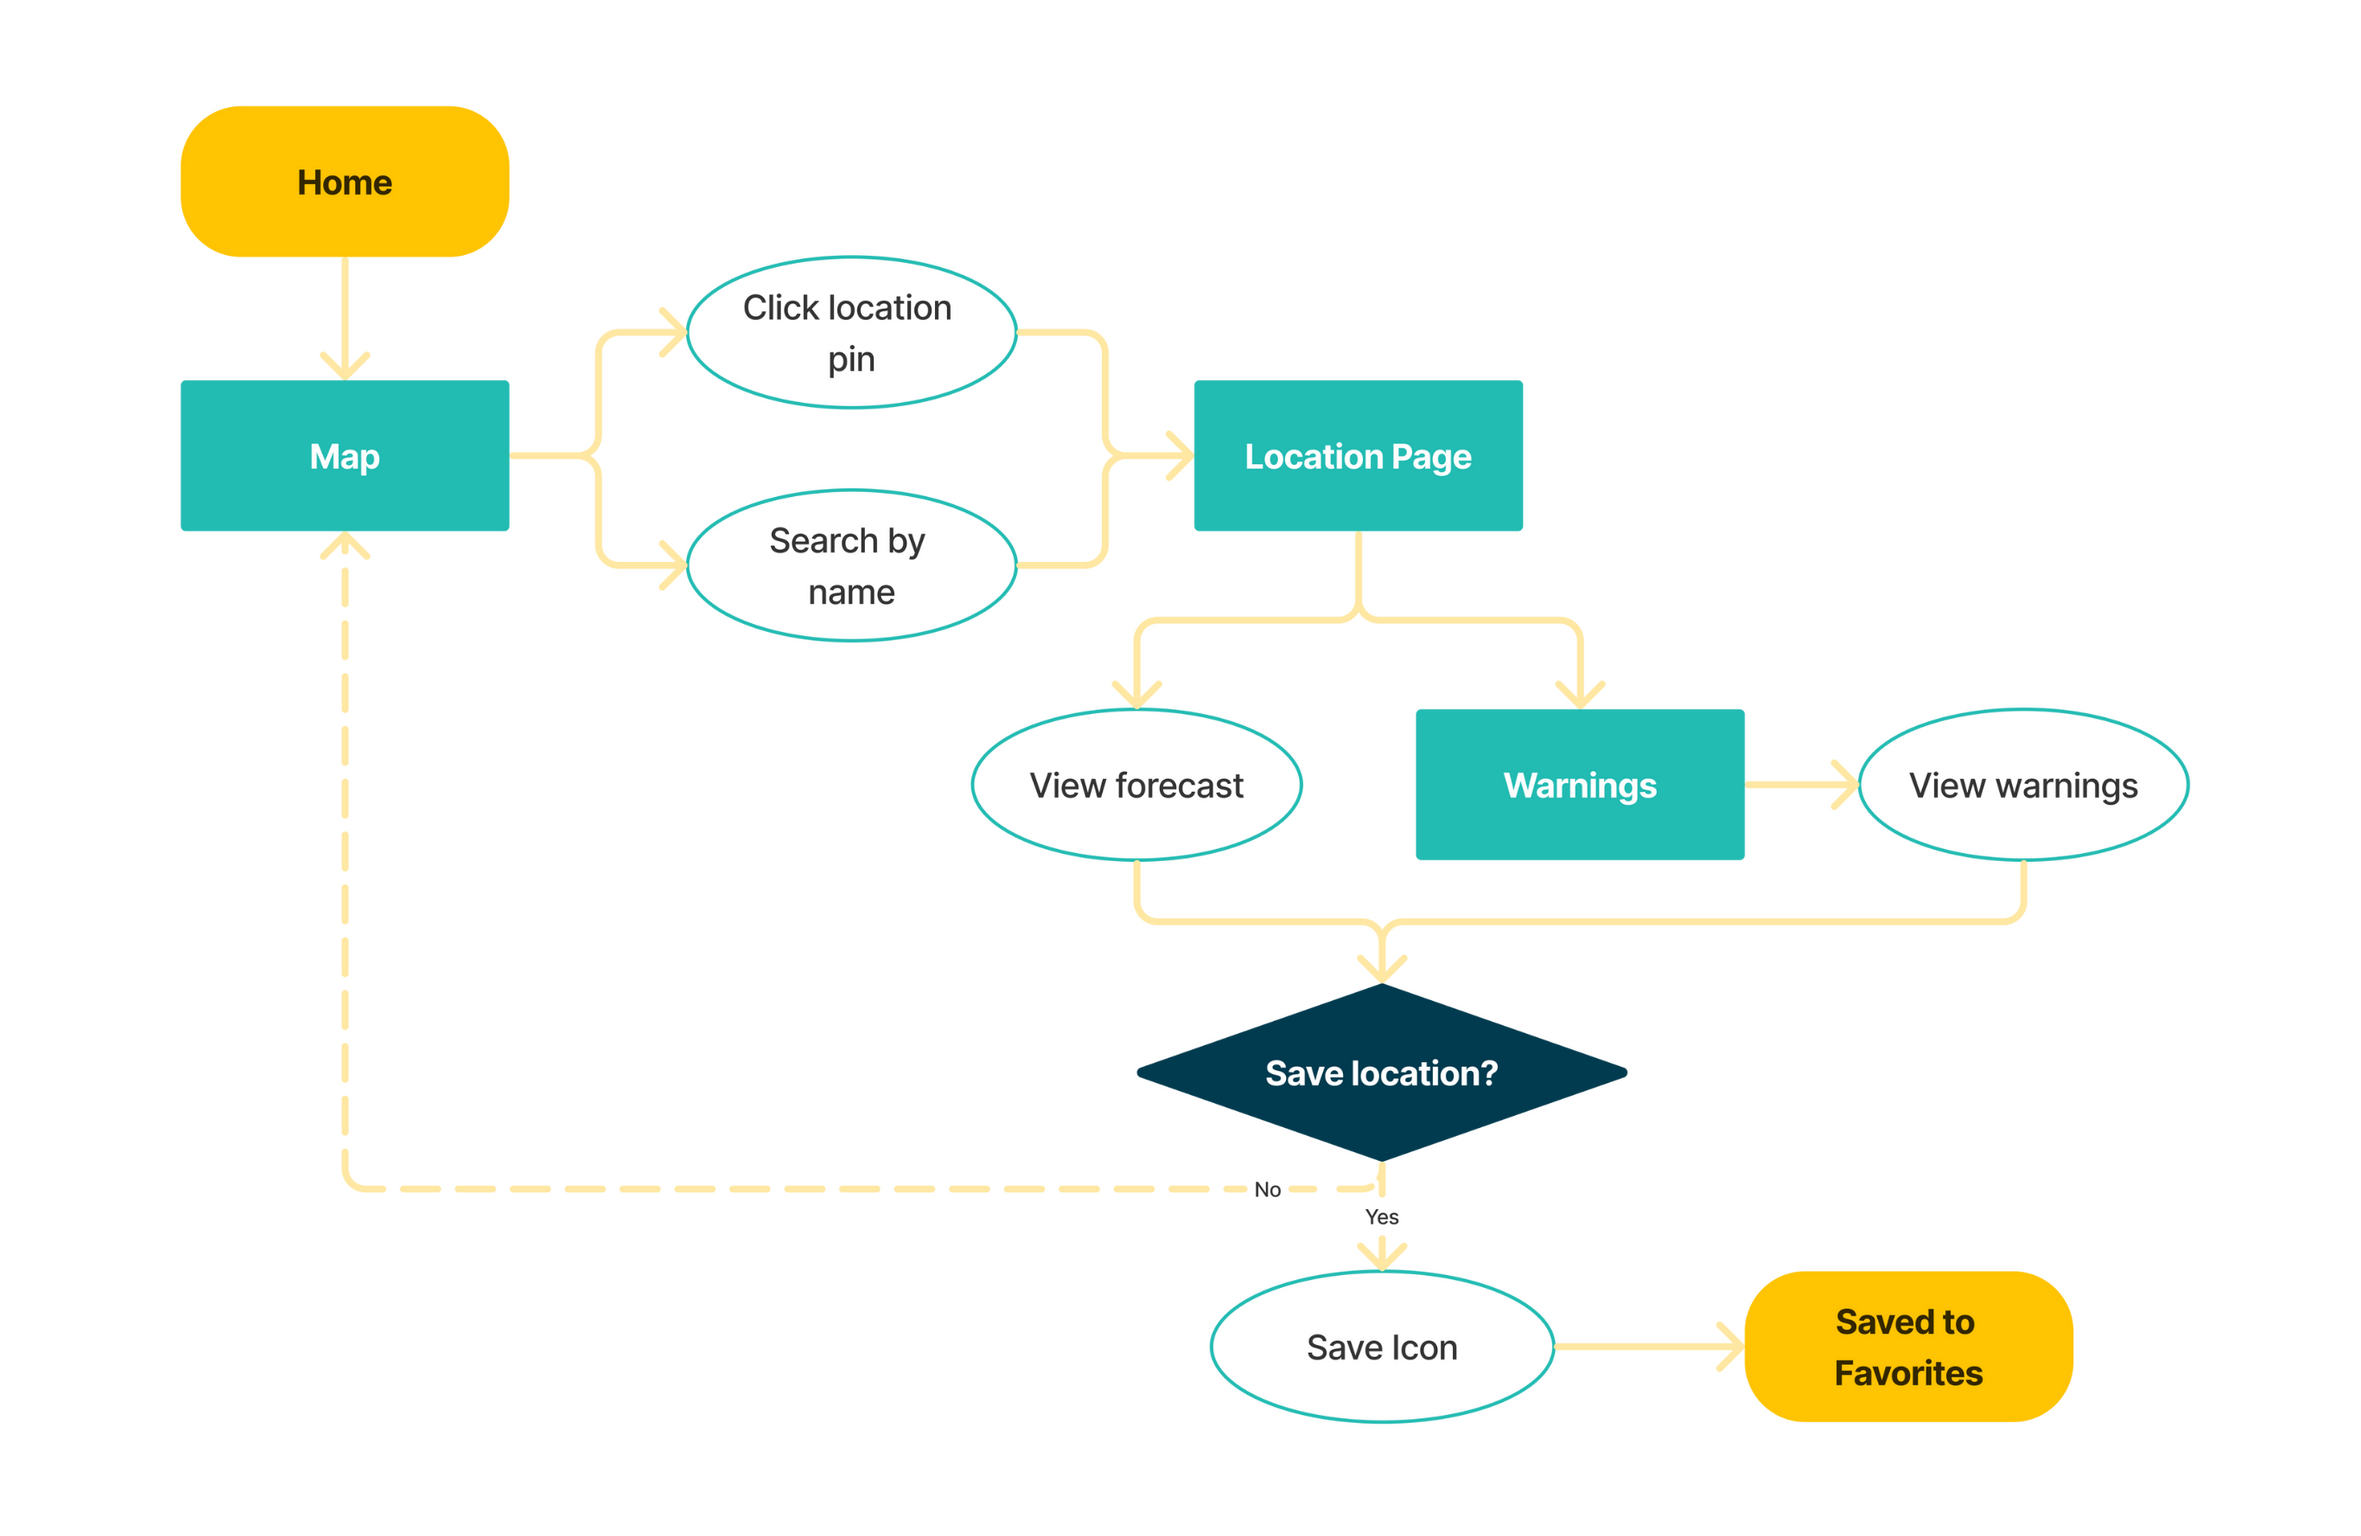 Home
Click location
pin
Map
Location Page
Search by
name
View forecast
Warnings
View warnings
Save location?
No
Yes
Save Icon
Saved to
Favorites